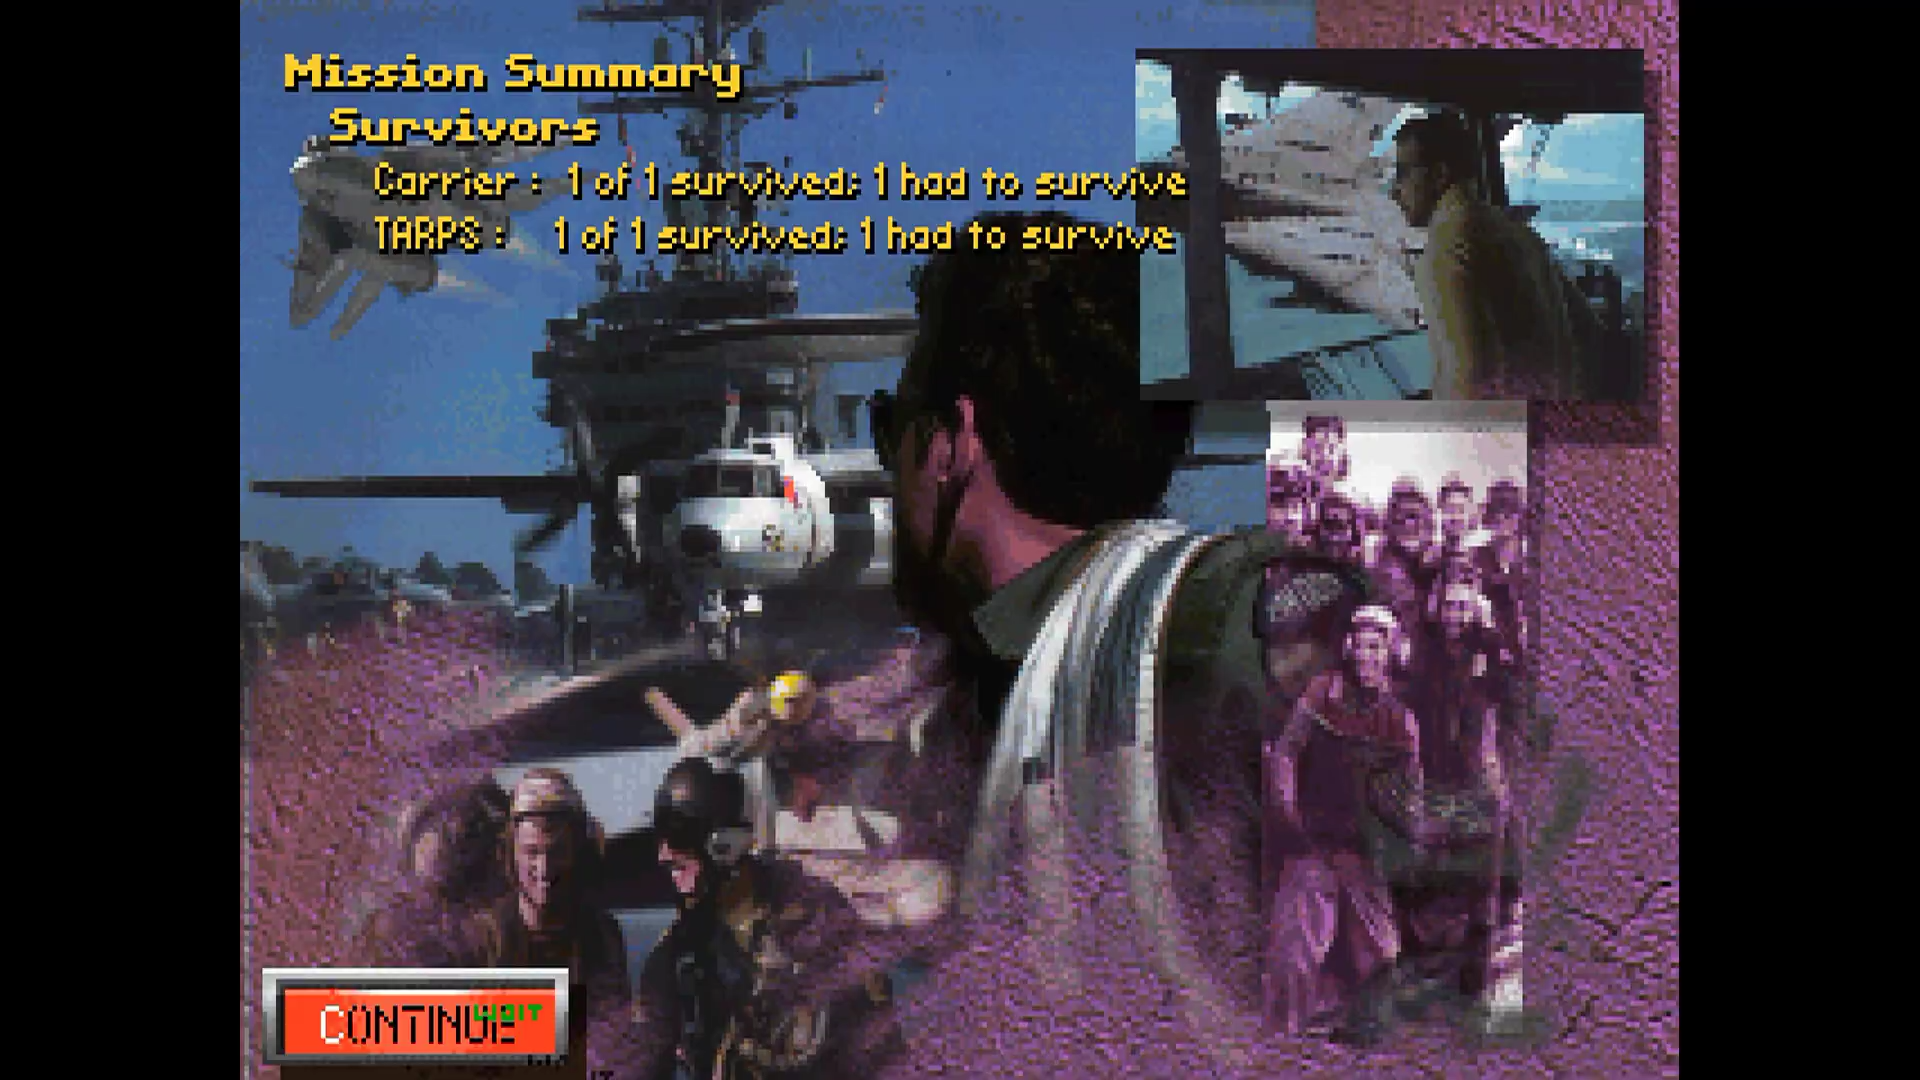 Mission Summary
Survivors
Carrier : 1 of 1 survived; 1 had to survive
TARPS : 1 of 1 survived; 1 had to survive
CONTINUE
WAIT